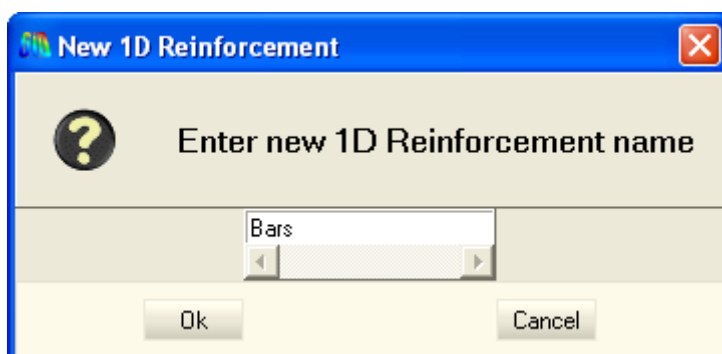 New 1D Reinforcement
Enter new 1D Reinforcement name
Bars
Ok
Cancel